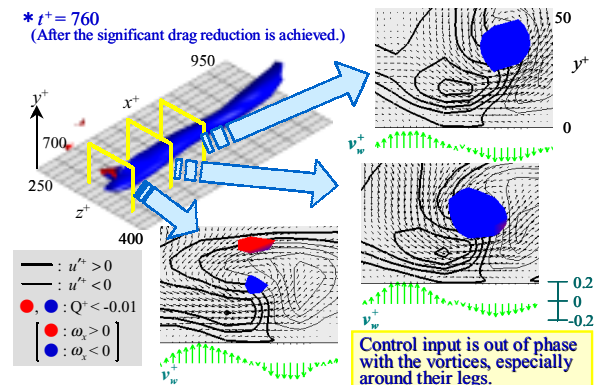 * t⁺ = 760
(After the significant drag reduction is achieved.)
950
x⁺
y⁺
700
250
z⁺
400
50
y⁺
0
v_w⁺
v_w⁺
0.2
0
-0.2
v_w⁺
: u'⁺ > 0
: u'⁺ < 0
, : Q⁺ < -0.01
: ω_x > 0
: ω_x < 0
Control input is out of phase
with the vortices, especially
around their legs.